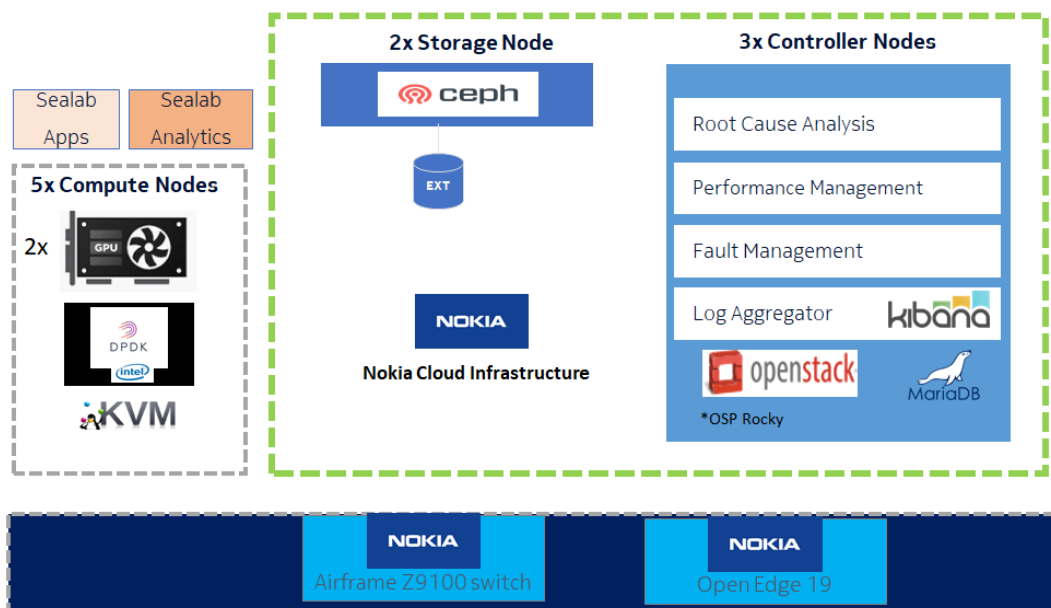 2x Storage Node
3x Controller Nodes
ceph
EXT
Sealab
Apps
Sealab
Analytics
5x Compute Nodes
2x
GPU
DPDK
intel
KVM
NOKIA
Nokia Cloud Infrastructure
Root Cause Analysis
Performance Management
Fault Management
Log Aggregator
kibana
openstack
MariaDB
*OSP Rocky
NOKIA
Airframe Z9100 switch
NOKIA
Open Edge 19